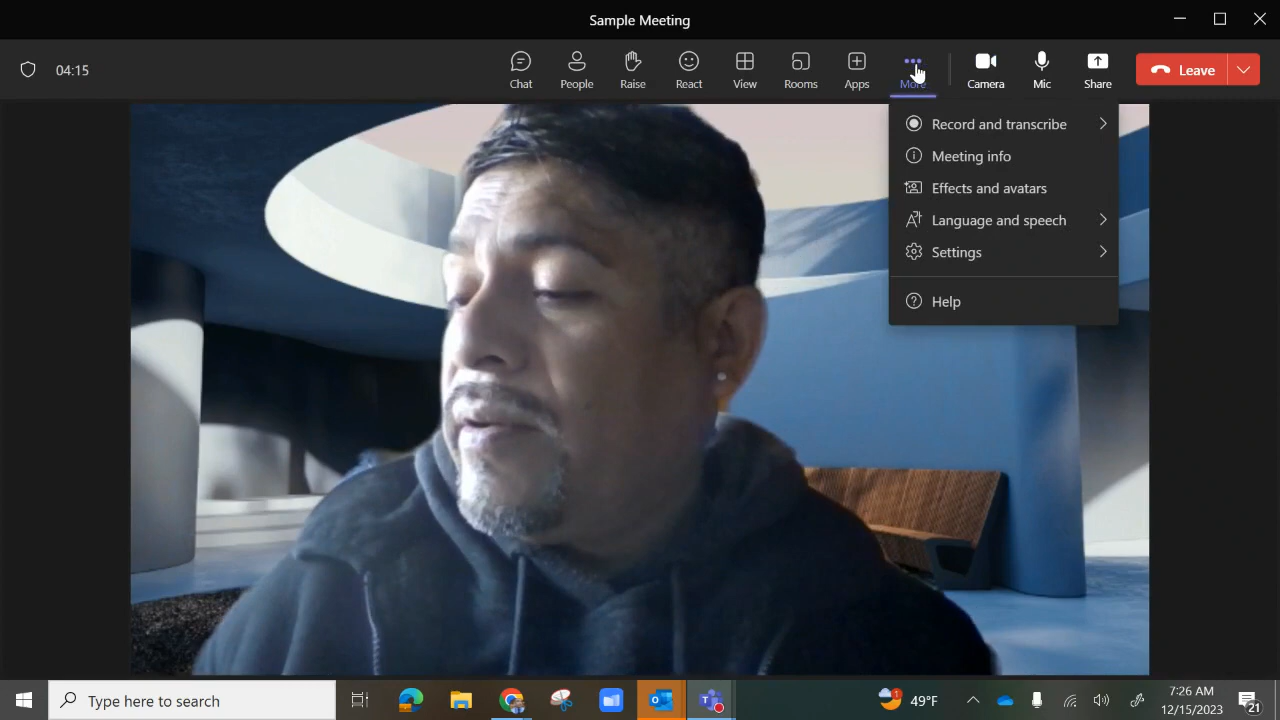 Sample Meeting
04:15
Chat People Raise React View Rooms Apps More Camera Mic Share Leave
Record and transcribe
Meeting info
Effects and avatars
Language and speech
Settings
Help
Type here to search
1
49°F
7:26 AM
12/15/2023
21